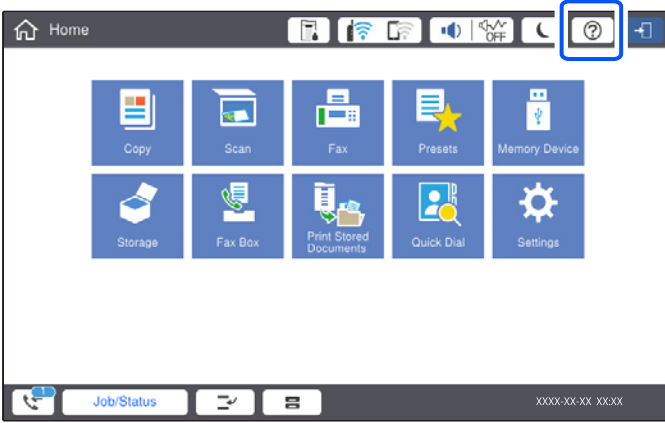 Home
OFF
?
Copy
Scan
Fax
Presets
Memory Device
Storage
Fax Box
Print Stored
Documents
Quick Dial
Settings
1
Job/Status
XXXX-XX-XX XX:XX